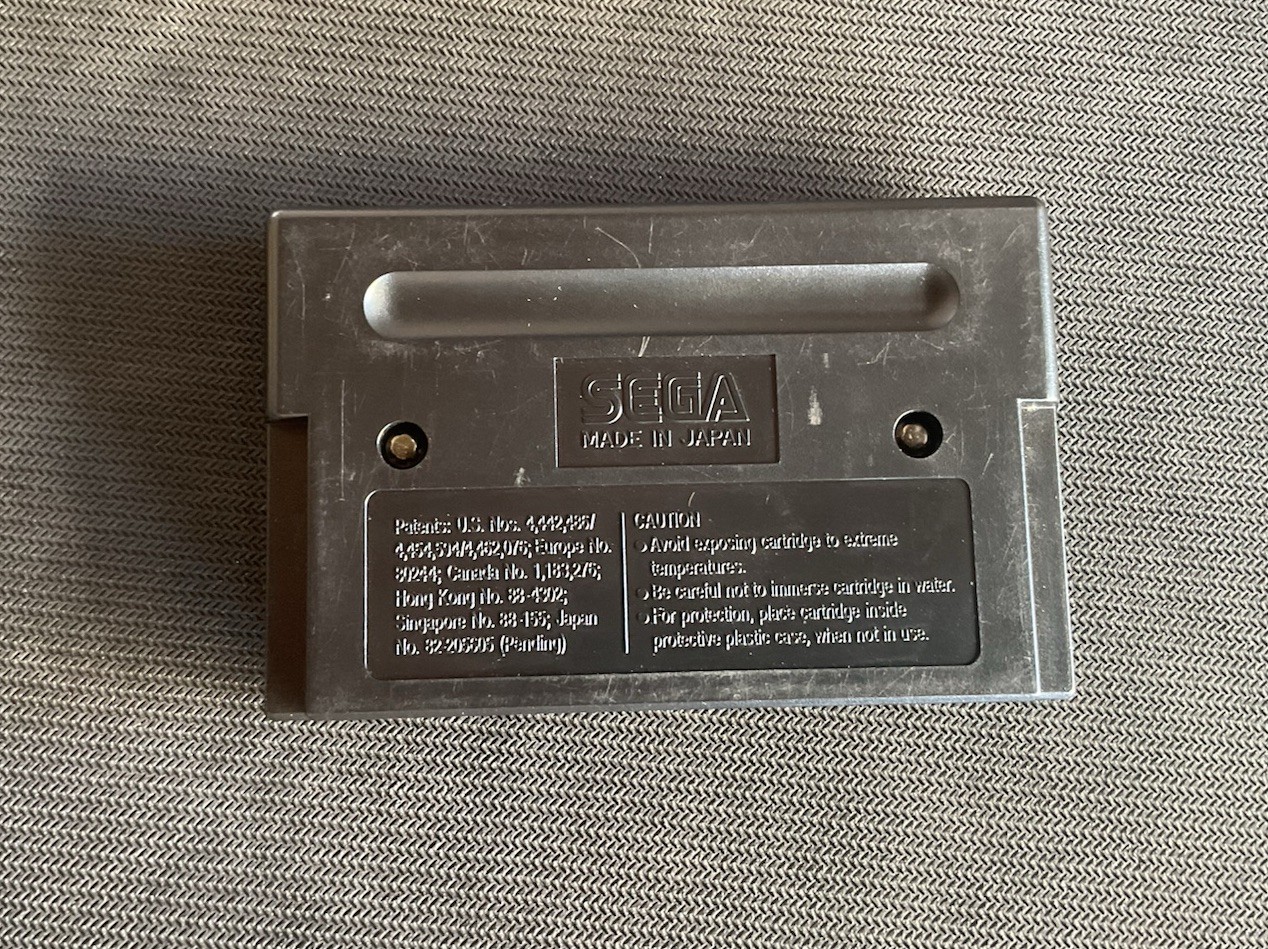 SEGA
MADE IN JAPAN
Patents: U.S. Nos. 4,442,486/
4,454,594/4,462,076; Europe No.
80244; Canada No. 1,183,276;
Hong Kong No. 88-4302;
Singapore No. 88-155; Japan
No. 82-205605 (Pending)
CAUTION
Avoid exposing cartridge to extreme
temperatures.
Be careful not to immerse cartridge in water.
For protection, place cartridge inside
protective plastic case, when not in use.